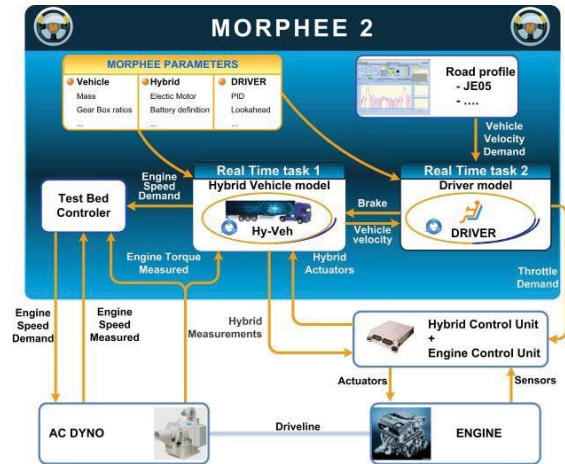 MORPHEE 2
MORPHEE PARAMETERS
Vehicle
Mass
Gear Box ratios
...
Hybrid
Electic Motor
Battery definition
...
DRIVER
PID
Lookahead
...
Road profile
- JE05
- ....
Vehicle
Velocity
Demand
Engine
Speed
Demand
Real Time task 1
Hybrid Vehicle model
Hy-Veh
Real Time task 2
Driver model
DRIVER
Test Bed
Controler
Brake
Vehicle
velocity
Engine Torque
Measured
Hybrid
Actuators
Throttle
Demand
Engine
Speed
Demand
Engine
Speed
Measured
Hybrid
Measurements
Hybrid Control Unit
+
Engine Control Unit
Actuators
Sensors
AC DYNO
Driveline
ENGINE